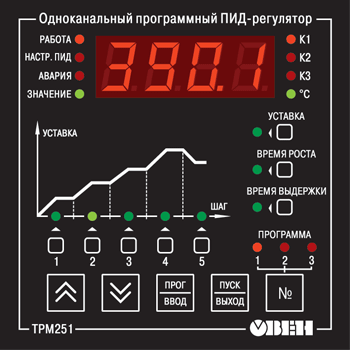 Одноканальный программный ПИД-регулятор
РАБОТА
НАСТР. ПИД
АВАРИЯ
ЗНАЧЕНИЕ
390.1
К1
К2
К3
°C
УСТАВКА
ШАГ
УСТАВКА
ВРЕМЯ РОСТА
ВРЕМЯ ВЫДЕРЖКИ
ПРОГРАММА
1 2 3
1 2 3 4 5
ПРОГ ВВОД
ПУСК ВЫХОД
№
ТРМ251
ОВЕН